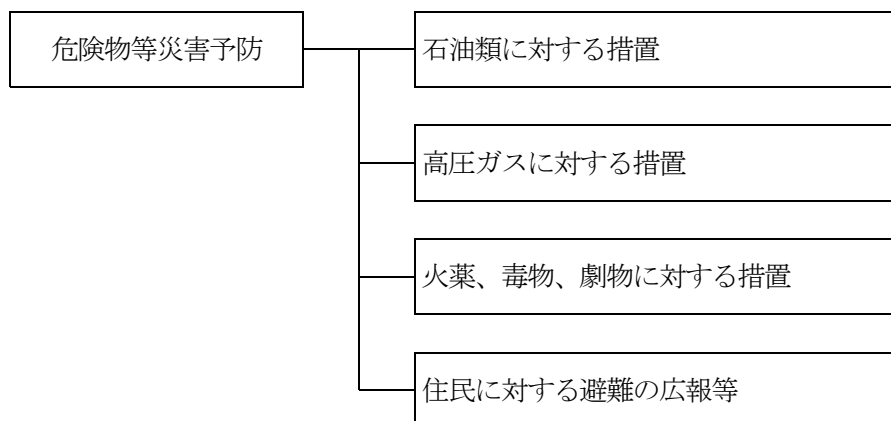 危険物等災害予防
石油類に対する措置
高圧ガスに対する措置
火薬、毒物、劇物に対する措置
住民に対する避難の広報等